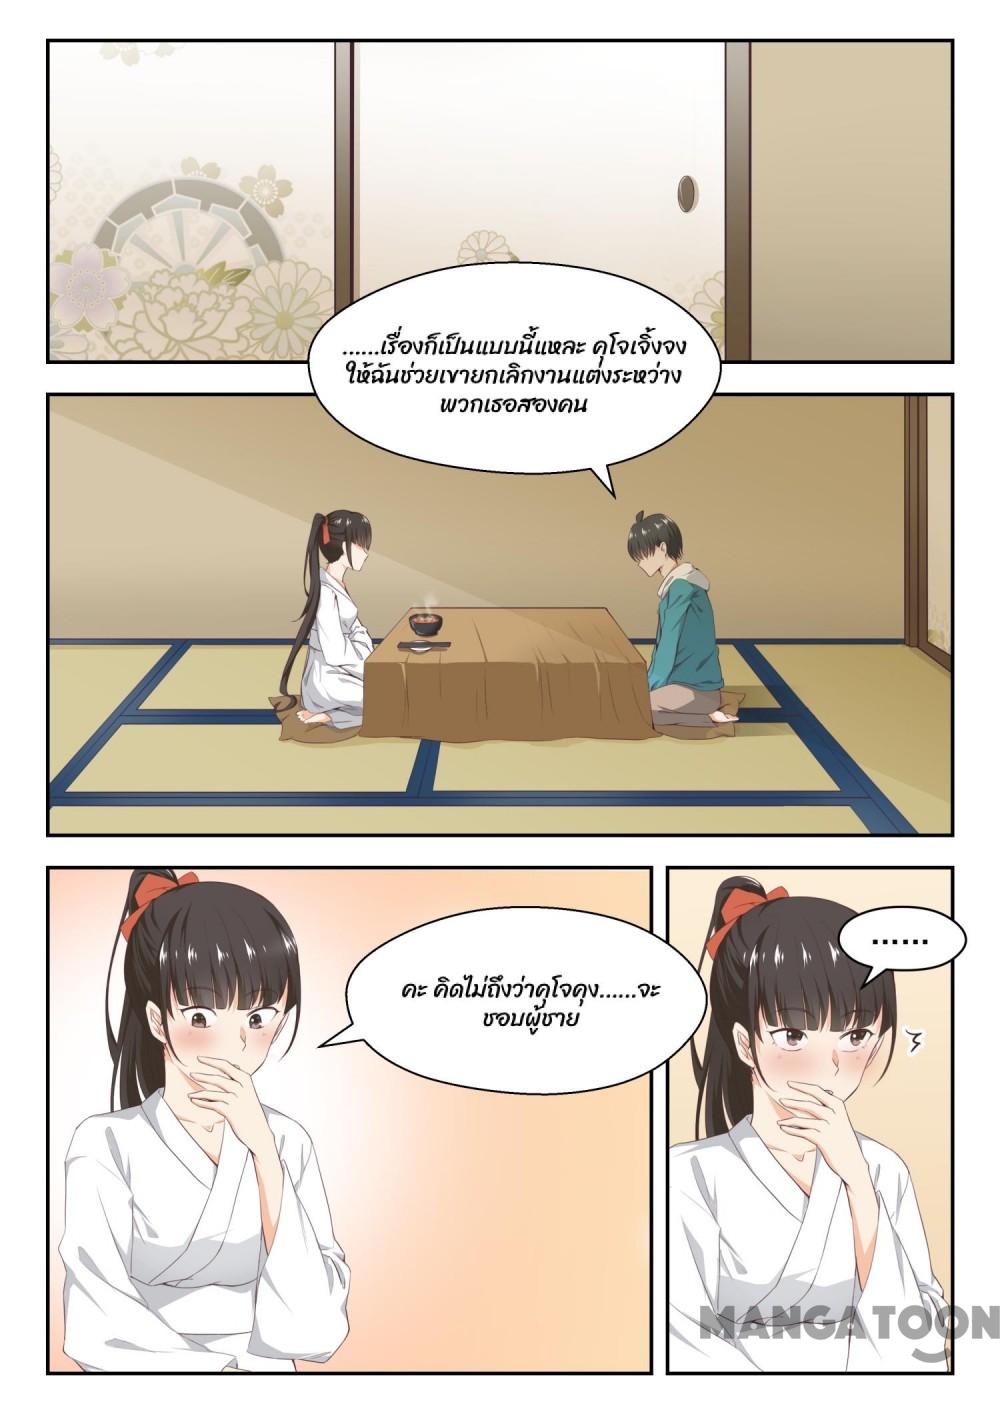 ......เรื่องก็เป็นแบบนี้แหละ คุโจเจิ้งจง
ให้ฉันช่วยเขายกเลิกงานแต่งระหว่าง
พวกเธอสองคน
คะ คิดไม่ถึงว่าคุโจคุง......จะ
ชอบผู้ชาย
......
MANGATOON